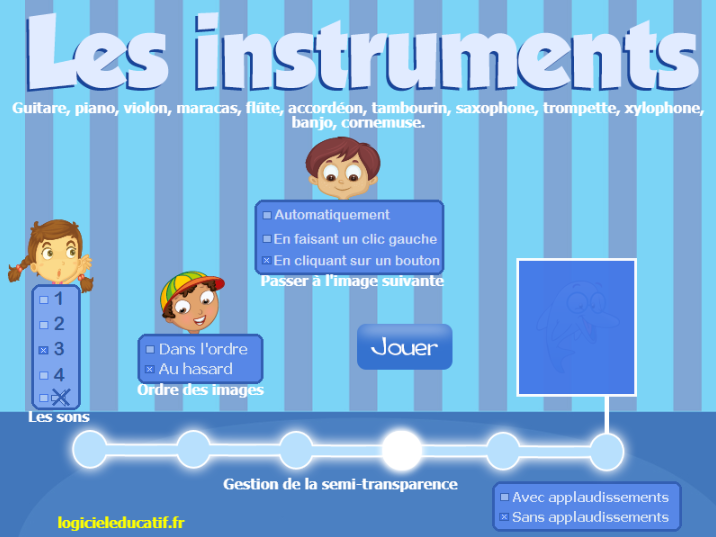 Les instruments
Guitare, piano, violon, maracas, flûte, accordéon, tambourin, saxophone, trompette, xylophone,
banjo, cornemuse.
Automatiquement
En faisant un clic gauche
En cliquant sur un bouton
Passer à l'image suivante
1
2
3
4
Les sons
Dans l'ordre
Au hasard
Ordre des images
Jouer
Gestion de la semi-transparence
Avec applaudissements
Sans applaudissements
logicieleducatif.fr